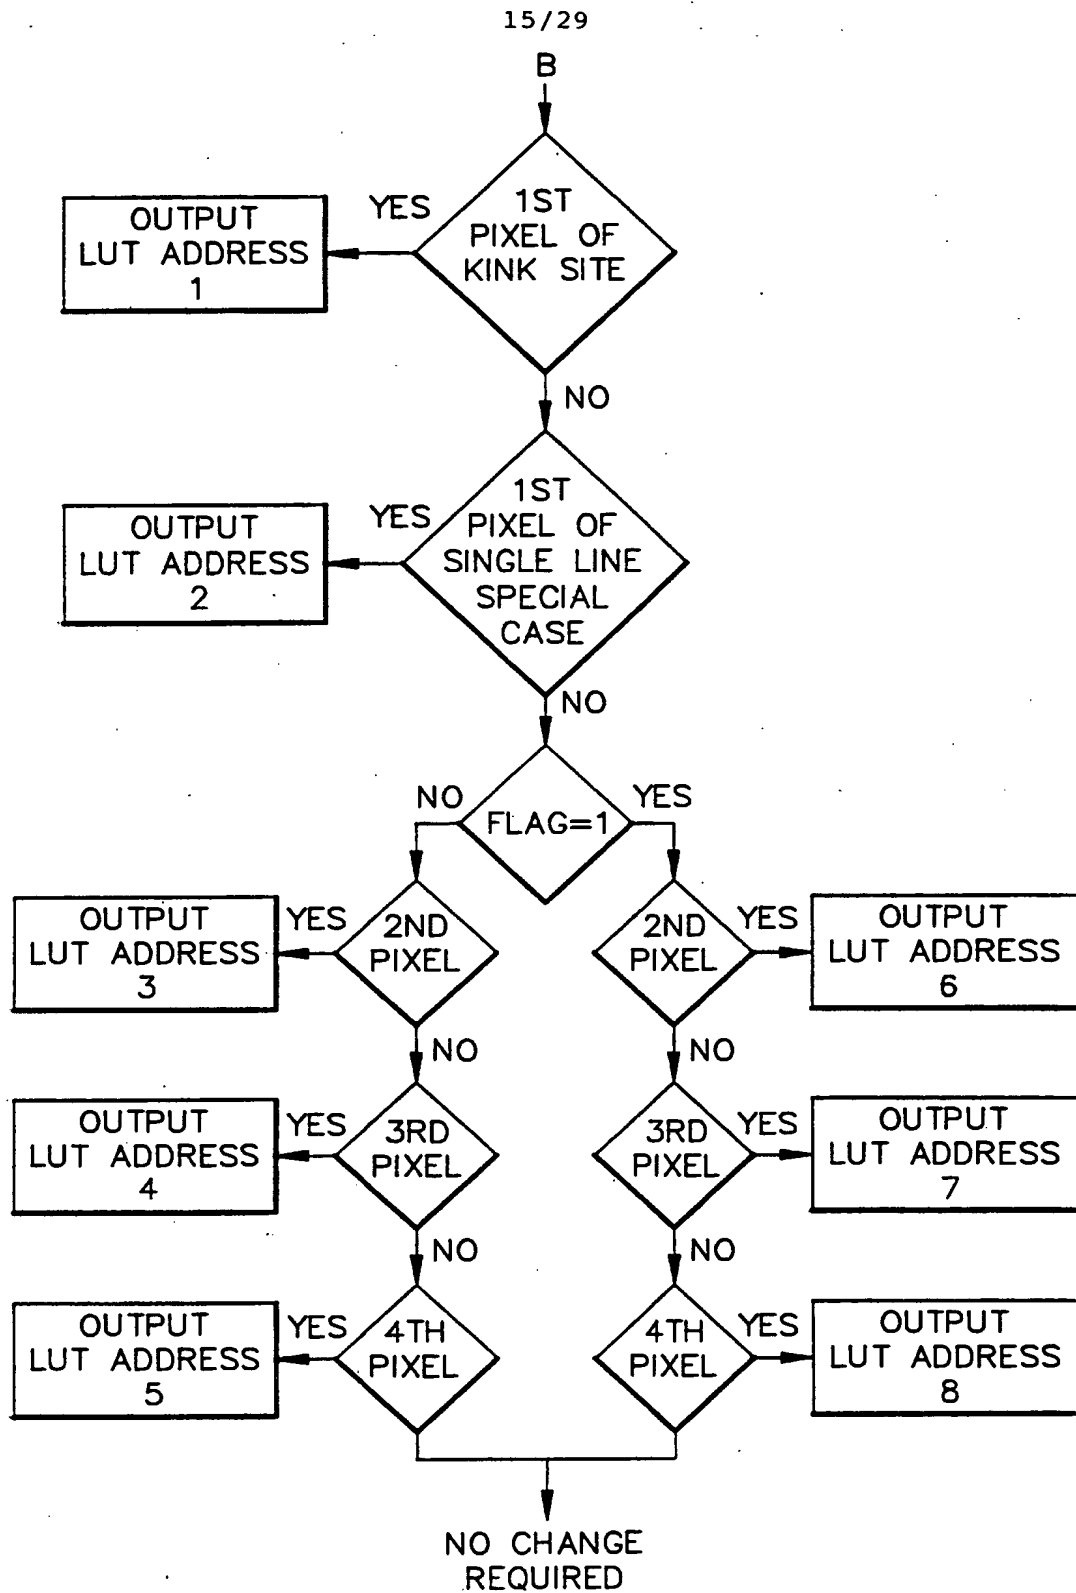 15/29
B
YES
1ST
PIXEL OF
KINK SITE
OUTPUT
LUT ADDRESS
1
NO
YES
1ST
PIXEL OF
SINGLE LINE
SPECIAL
CASE
OUTPUT
LUT ADDRESS
2
NO
NO
FLAG=1
YES
OUTPUT
LUT ADDRESS
3
YES
2ND
PIXEL
2ND
PIXEL
YES
OUTPUT
LUT ADDRESS
6
NO
NO
OUTPUT
LUT ADDRESS
4
YES
3RD
PIXEL
3RD
PIXEL
YES
OUTPUT
LUT ADDRESS
7
NO
NO
OUTPUT
LUT ADDRESS
5
YES
4TH
PIXEL
4TH
PIXEL
YES
OUTPUT
LUT ADDRESS
8
NO CHANGE
REQUIRED